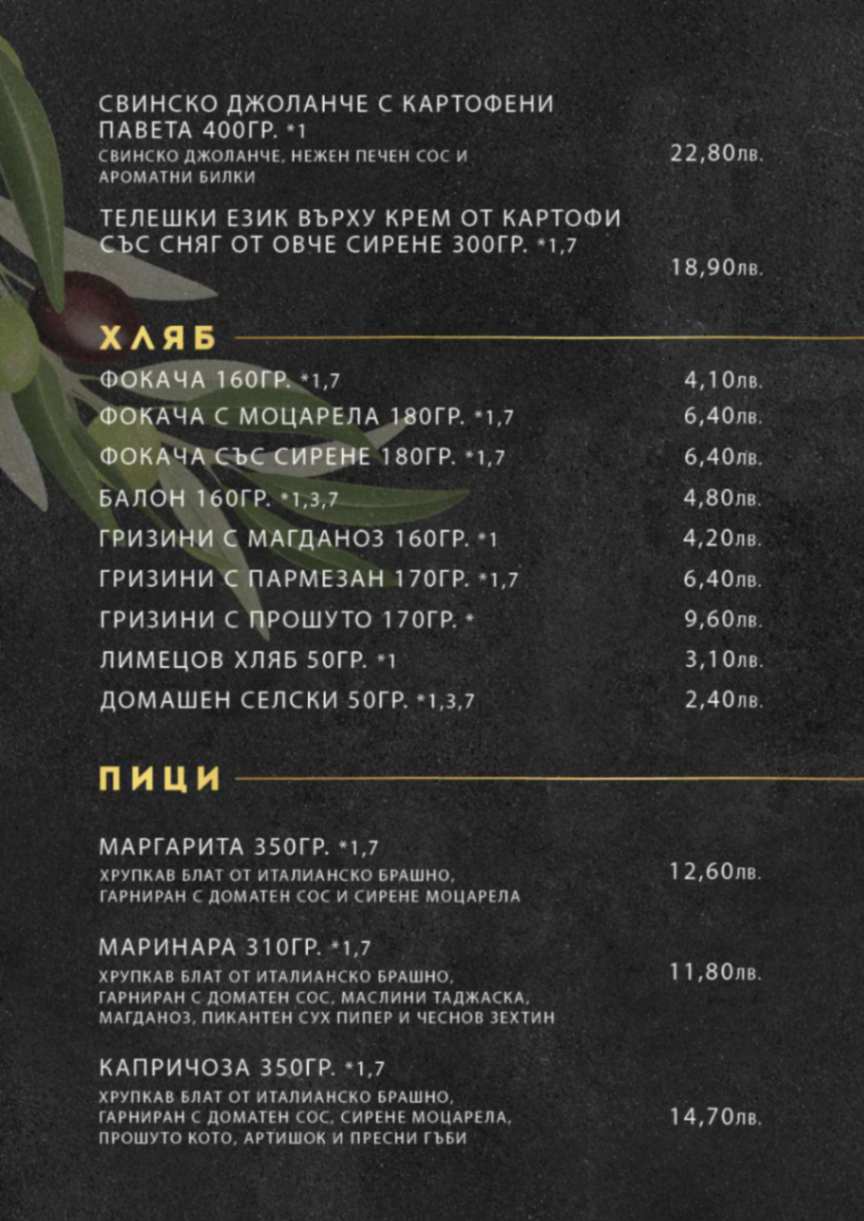 СВИНСКО ДЖОЛАНЧЕ С КАРТОФЕНИ
ПАВЕТА 400ГР. *1
СВИНСКО ДЖОЛАНЧЕ, НЕЖЕН ПЕЧЕН СОС И
АРОМАТНИ БИЛКИ
22,80лв.
ТЕЛЕШКИ ЕЗИК ВЪРХУ КРЕМ ОТ КАРТОФИ
СЪС СНЯГ ОТ ОВЧЕ СИРЕНЕ 300ГР. *1,7
18,90лв.
ХЛЯБ
ФОКАЧА 160ГР. *1,7 4,10лв.
ФОКАЧА С МОЦАРЕЛА 180ГР. *1,7 6,40лв.
ФОКАЧА СЪС СИРЕНЕ 180ГР. *1,7 6,40лв.
БАЛОН 160ГР. *1,3,7 4,80лв.
ГРИЗИНИ С МАГДАНОЗ 160ГР. *1 4,20лв.
ГРИЗИНИ С ПАРМЕЗАН 170ГР. *1,7 6,40лв.
ГРИЗИНИ С ПРОШУТО 170ГР. * 9,60лв.
ЛИМЕЦОВ ХЛЯБ 50ГР. *1 3,10лв.
ДОМАШЕН СЕЛСКИ 50ГР. *1,3,7 2,40лв.
ПИЦИ
МАРГАРИТА 350ГР. *1,7
ХРУПКАВ БЛАТ ОТ ИТАЛИАНСКО БРАШНО,
ГАРНИРАН С ДОМАТЕН СОС И СИРЕНЕ МОЦАРЕЛА
12,60лв.
МАРИНАРА 310ГР. *1,7
ХРУПКАВ БЛАТ ОТ ИТАЛИАНСКО БРАШНО,
ГАРНИРАН С ДОМАТЕН СОС, МАСЛИНИ ТАДЖАСКА,
МАГДАНОЗ, ПИКАНТЕН СУХ ПИПЕР И ЧЕСНОВ ЗЕХТИН
11,80лв.
КАПРИЧОЗА 350ГР. *1,7
ХРУПКАВ БЛАТ ОТ ИТАЛИАНСКО БРАШНО,
ГАРНИРАН С ДОМАТЕН СОС, СИРЕНЕ МОЦАРЕЛА,
ПРОШУТО КОТО, АРТИШОК И ПРЕСНИ ГЪБИ
14,70лв.